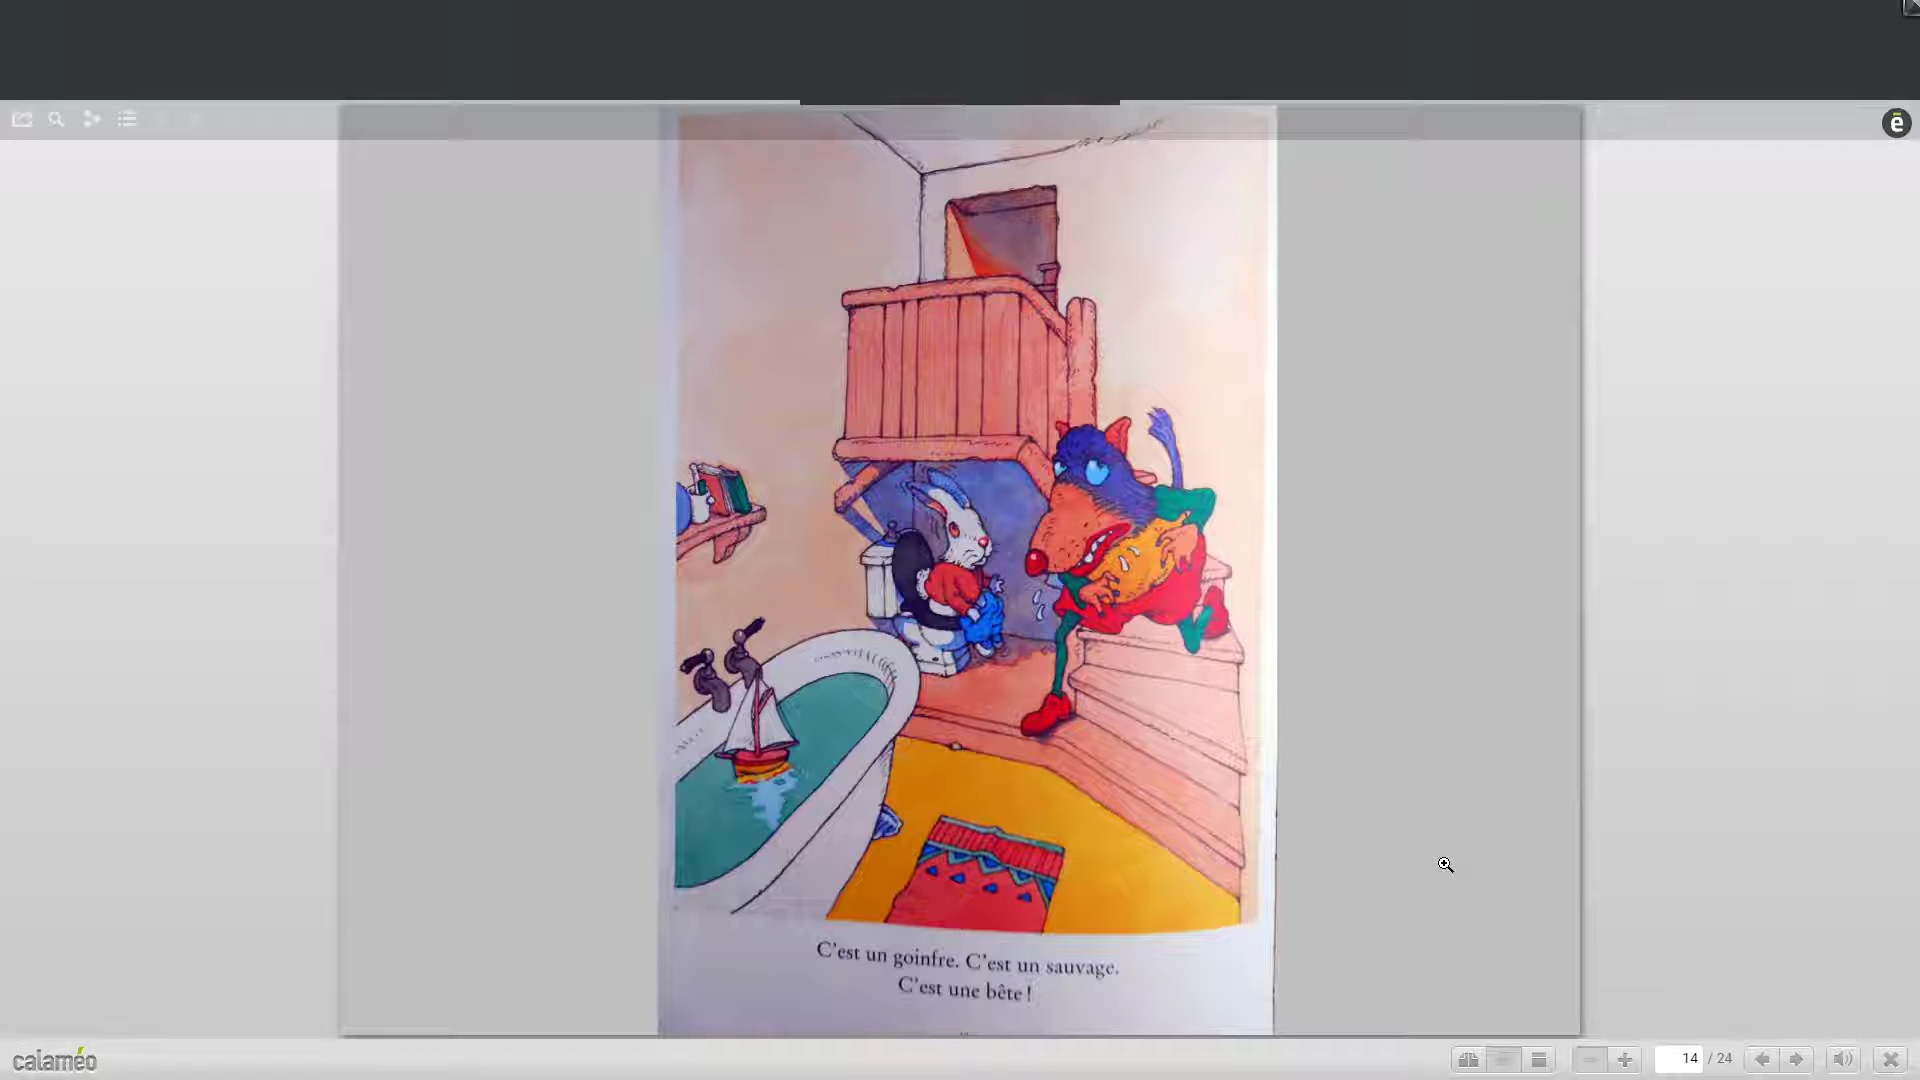 C'est un goinfre. C'est un sauvage.
C'est une bête !
calaméo
14 / 24
ē